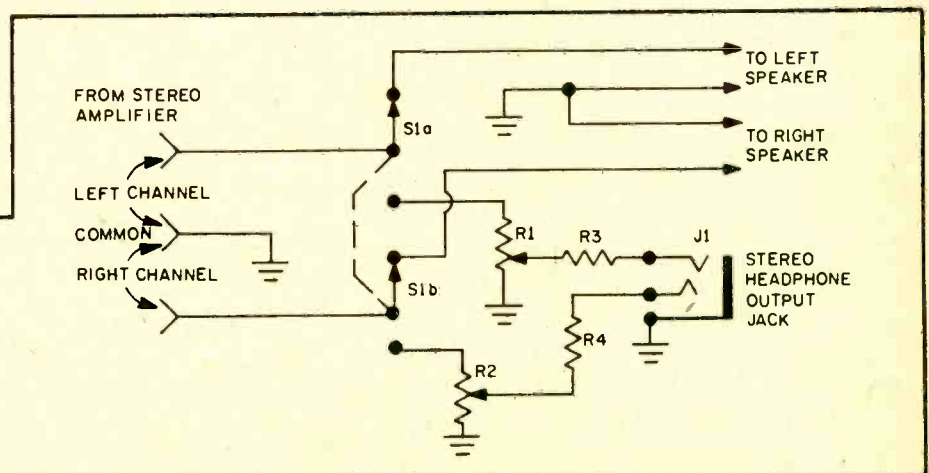 FROM STEREO
AMPLIFIER
LEFT CHANNEL
COMMON
RIGHT CHANNEL
S1a
S1b
TO LEFT
SPEAKER
TO RIGHT
SPEAKER
R1
R3
J1
R4
R2
STEREO
HEADPHONE
OUTPUT
JACK